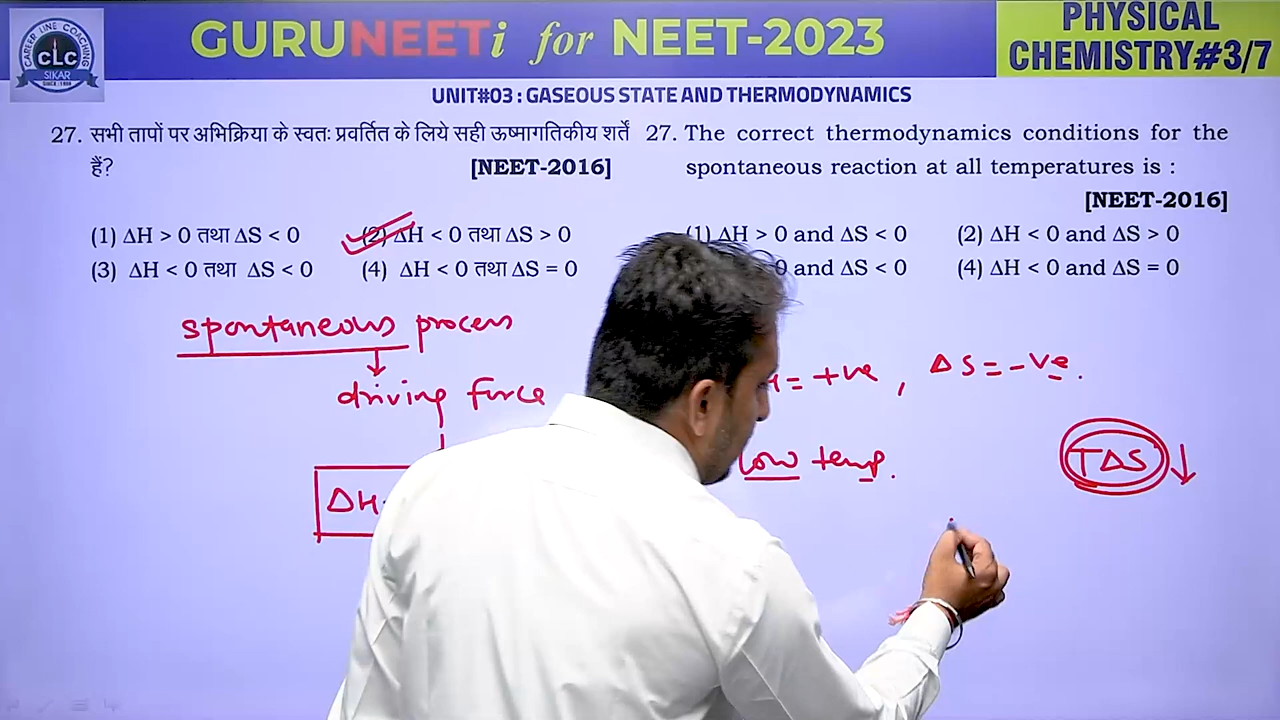 CAREER LINE COACHING
CLC
SIKAR
SINCE : 1996
GURUNEETi for NEET-2023
PHYSICAL
CHEMISTRY#3/7
UNIT#03 : GASEOUS STATE AND THERMODYNAMICS
27. सभी तापों पर अभिक्रिया के स्वतः प्रवर्तित के लिये सही ऊष्मागतिकीय शर्तें
हैं?
[NEET-2016]
(1) ΔH > 0 तथा ΔS < 0
(2) ΔH < 0 तथा ΔS > 0
(3) ΔH < 0 तथा ΔS < 0
(4) ΔH < 0 तथा ΔS = 0
27. The correct thermodynamics conditions for the
spontaneous reaction at all temperatures is :
[NEET-2016]
(1) ΔH > 0 and ΔS < 0
(2) ΔH < 0 and ΔS > 0
0 and ΔS < 0
(4) ΔH < 0 and ΔS = 0
spontaneous process
driving force
ΔH
= +ve , ΔS = -ve.
low temp.
TΔS ↓